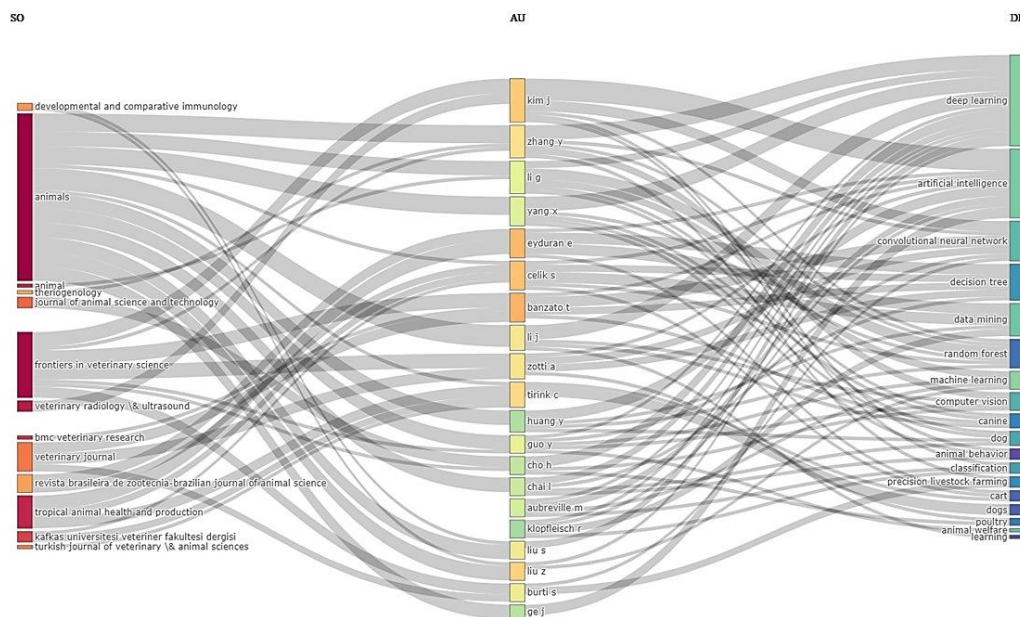 SO
AU
DE
developmental and comparative immunology
animals
animal
theriogenology
journal of animal science and technology
frontiers in veterinary science
veterinary radiology \& ultrasound
bmc veterinary research
veterinary journal
revista brasileira de zootecnia-brazilian journal of animal science
tropical animal health and production
kafkas universitesi veteriner fakultesi dergisi
turkish journal of veterinary \& animal sciences
kim j
zhang y
li g
yang x
eyduran e
celik s
banzato t
li j
zotti a
tirink c
huang y
guo y
cho h
chai l
aubreville m
klopfleisch r
liu s
liu z
burti s
ge j
deep learning
artificial intelligence
convolutional neural network
decision tree
data mining
random forest
machine learning
computer vision
canine
dog
animal behavior
classification
precision livestock farming
cart
dogs
poultry
animal welfare
learning